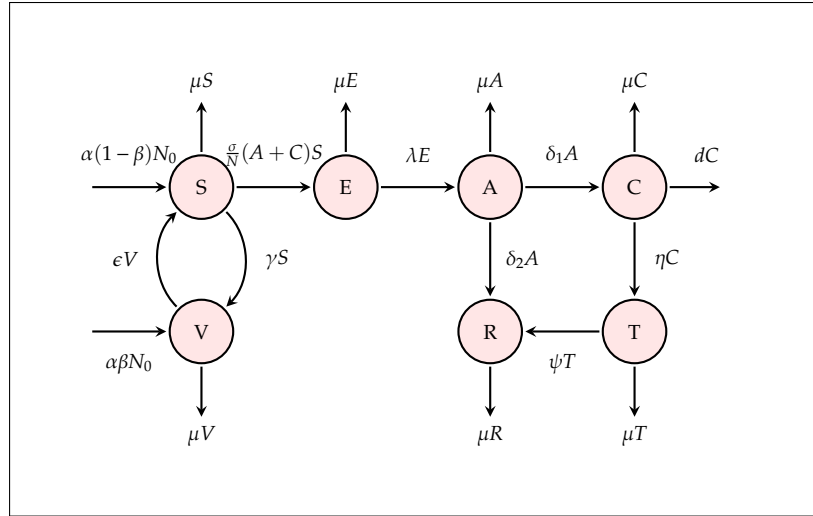 μS μE μA μC
α(1 − β)N₀ σ/N (A + C)S λE δ₁A dC
S E A C
ϵV γS δ₂A ηC
V R T
αβN₀ ψT
μV μR μT